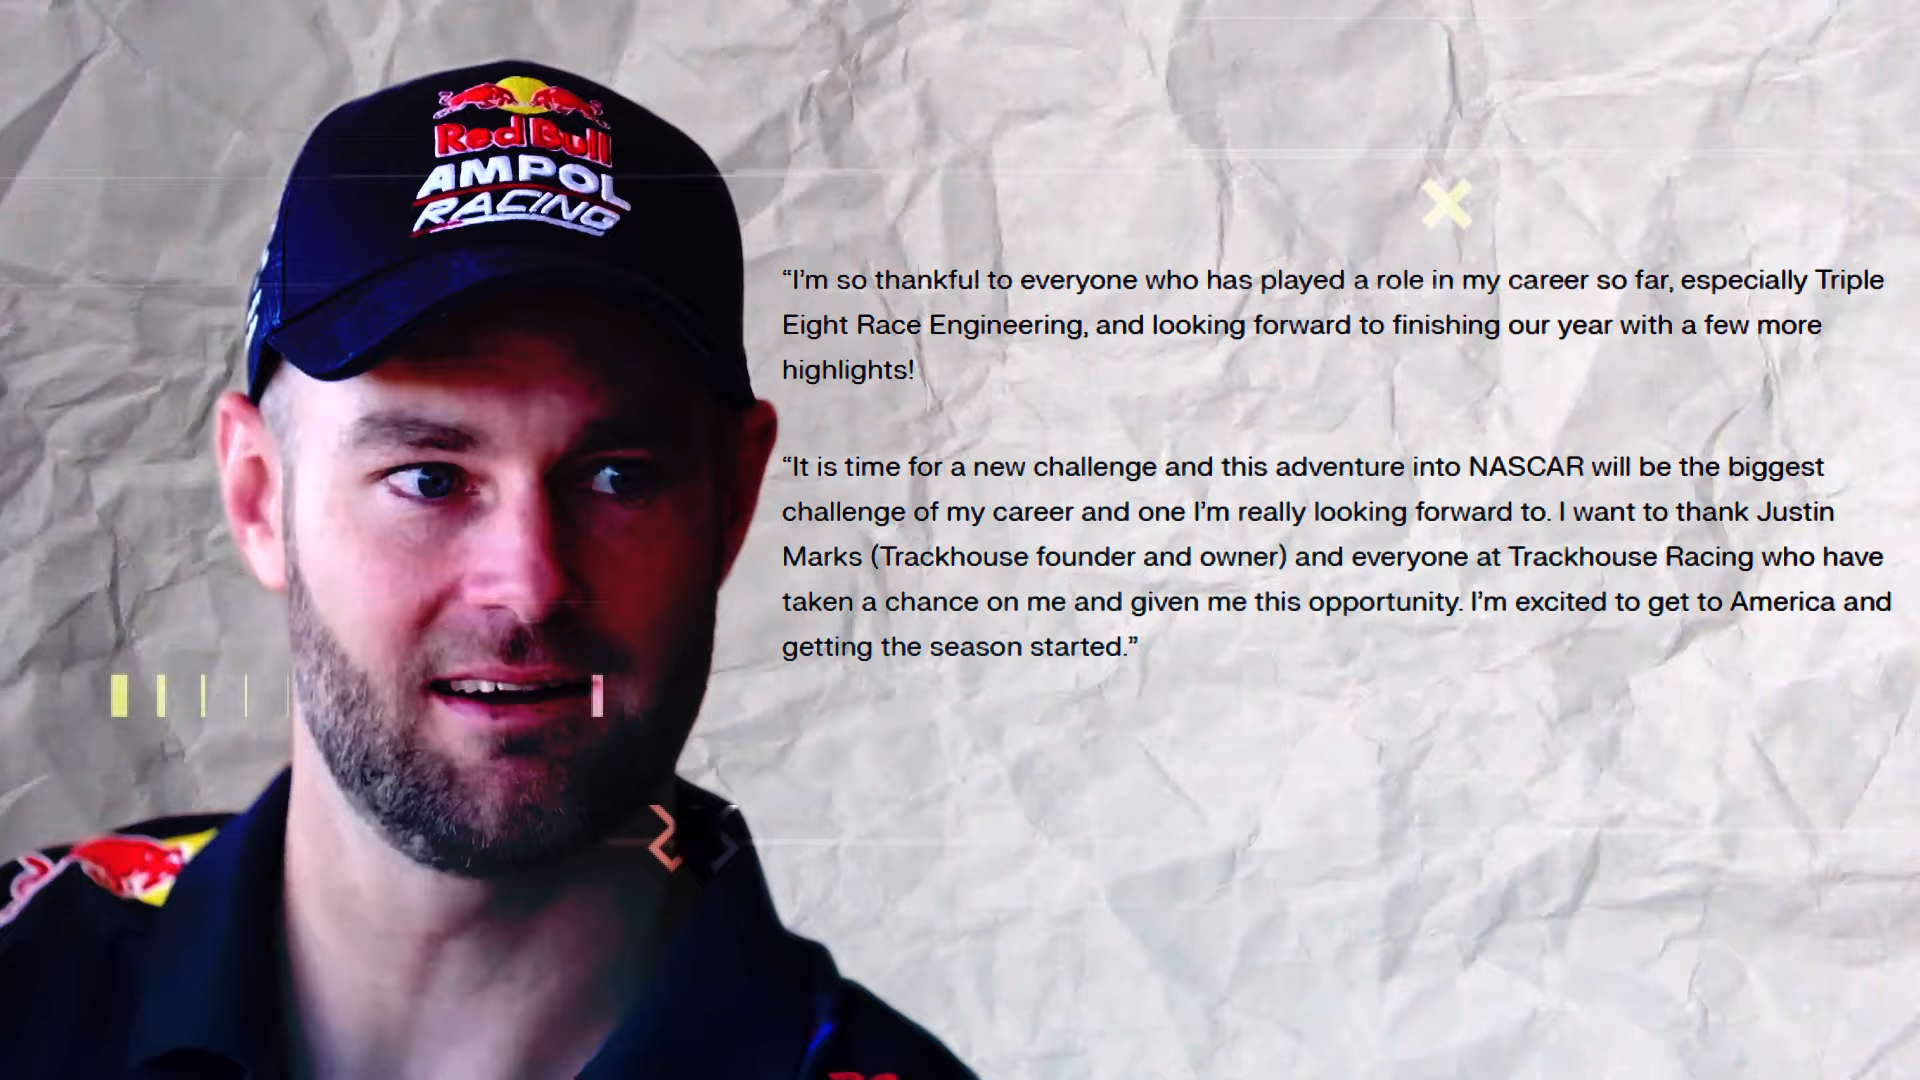 Red Bull
AMPOL
RACING
“I’m so thankful to everyone who has played a role in my career so far, especially Triple
Eight Race Engineering, and looking forward to finishing our year with a few more
highlights!
“It is time for a new challenge and this adventure into NASCAR will be the biggest
challenge of my career and one I’m really looking forward to. I want to thank Justin
Marks (Trackhouse founder and owner) and everyone at Trackhouse Racing who have
taken a chance on me and given me this opportunity. I’m excited to get to America and
getting the season started.”